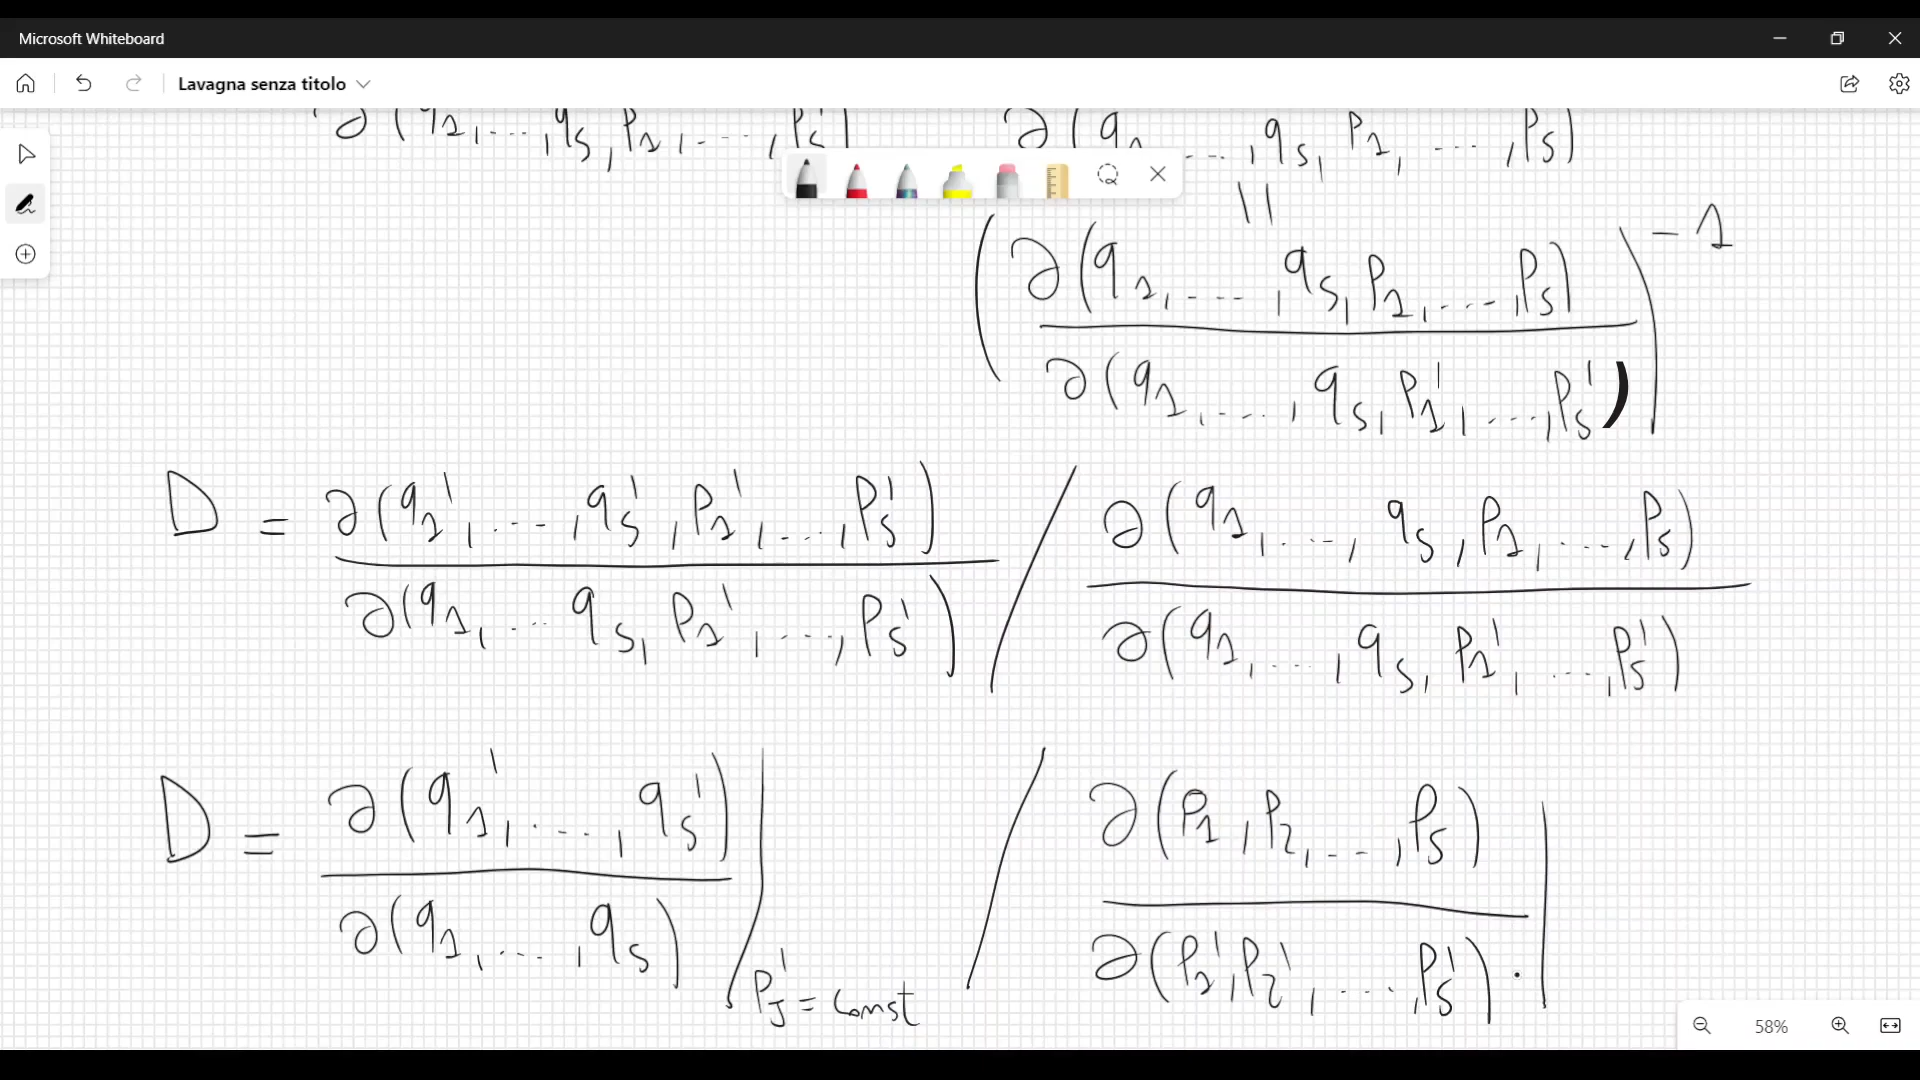 Microsoft Whiteboard
Lavagna senza titolo
∂(q₁,...,qₛ,p₁,...,pₛ') ∂(q₁,...,qₛ,p₁,...,pₛ)
||
(∂(q₁,...,qₛ,p₁,...,pₛ))⁻¹
∂(q₁,...,qₛ,p₁',...,pₛ')
D = ∂(q₁',...,qₛ',p₁',...,pₛ') / ∂(q₁,...,qₛ,p₁,...,pₛ)
∂(q₁,...qₛ,p₁',...,pₛ') ∂(q₁,...,qₛ,p₁',...,pₛ')
D = ∂(q₁',...,qₛ')| / ∂(p₁,p₂,...,pₛ)|
∂(q₁,...,qₛ) ∂(p₁',p₂',...,pₛ')
pⱼ' = const
58%